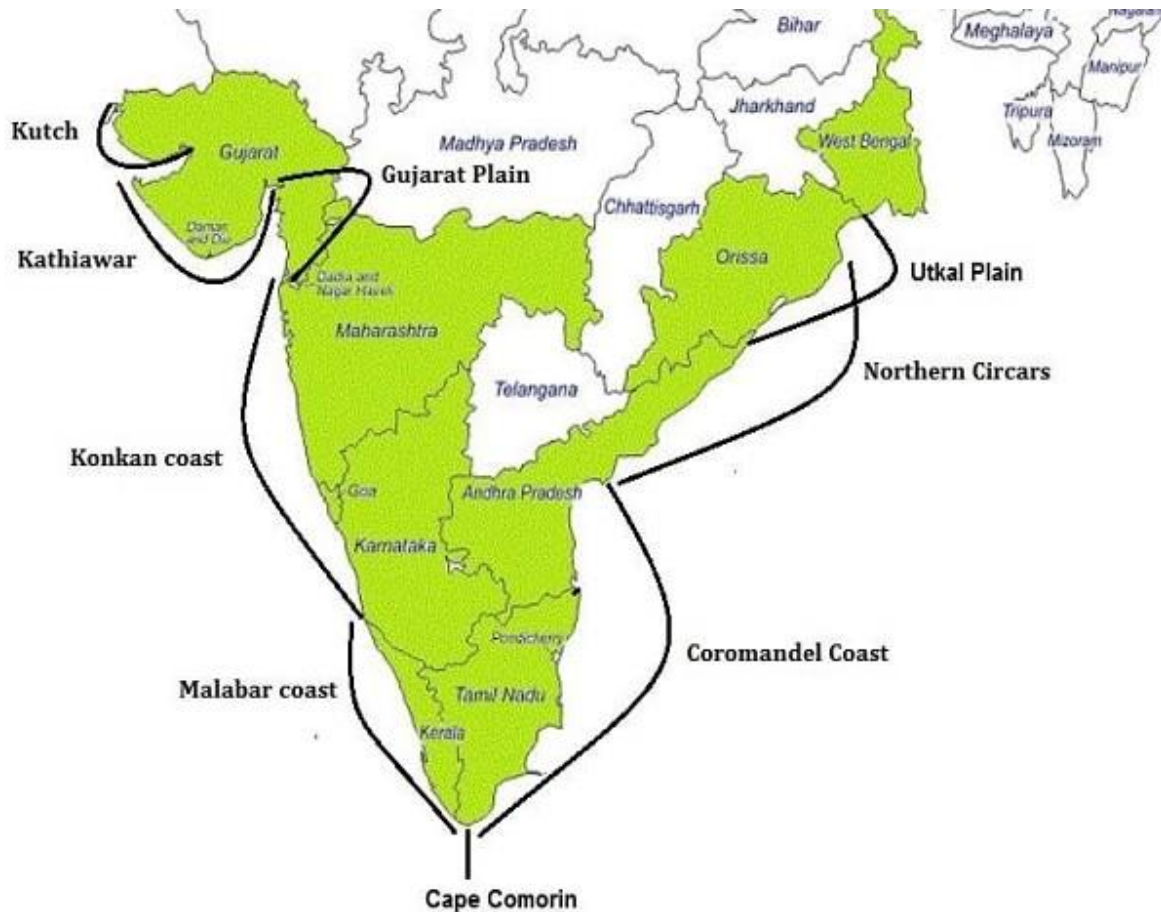 Bihar
Nagaland
Meghalaya
Manipur
Jharkhand
Tripura
Mizoram
West Bengal
Kutch
Gujarat
Madhya Pradesh
Gujarat Plain
Chhattisgarh
Daman
and Diu
Kathiawar
Orissa
Utkal Plain
Dadra and
Nagar Haveli
Maharashtra
Northern Circars
Telangana
Konkan coast
Goa
Andhra Pradesh
Karnataka
Pondicherry
Coromandel Coast
Malabar coast
Tamil Nadu
Kerala
Cape Comorin